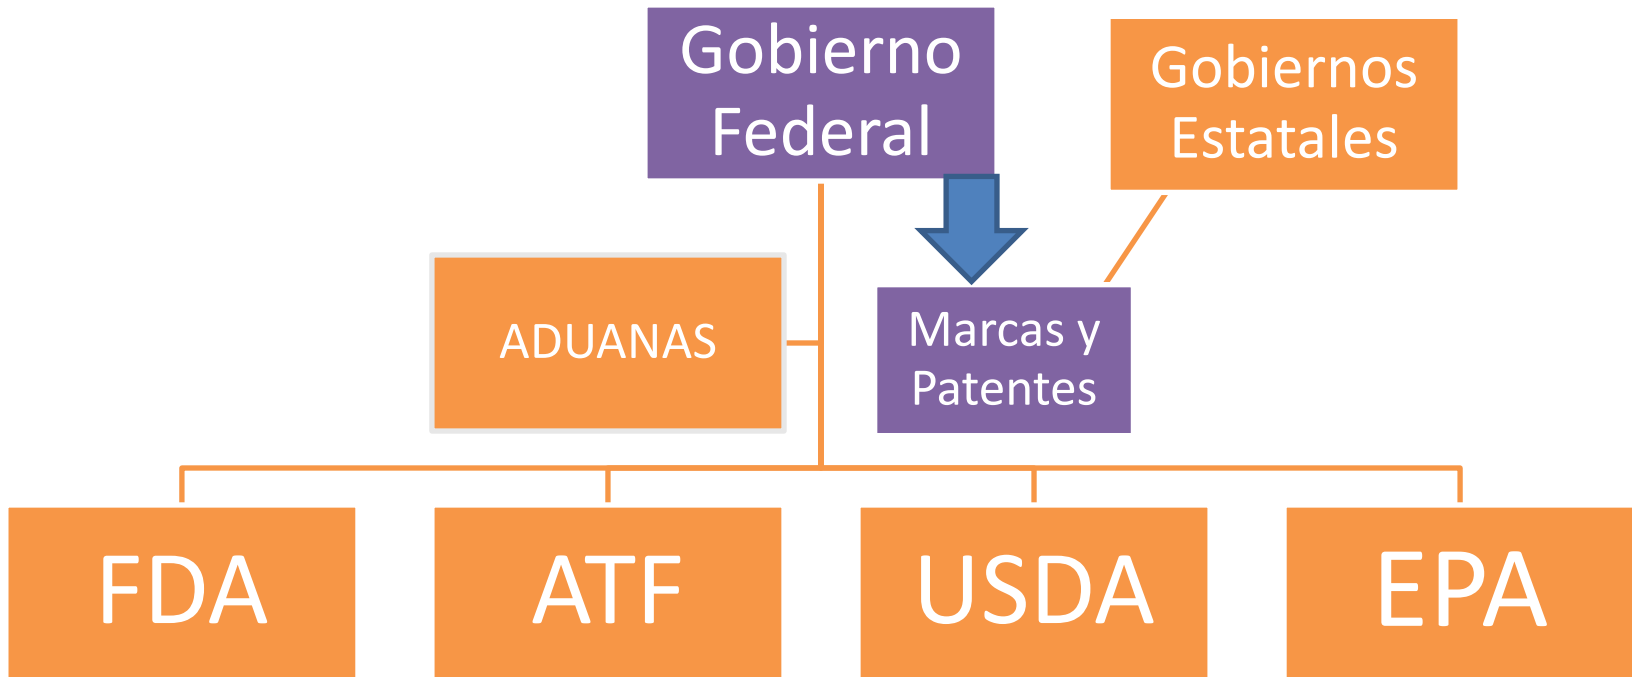 Gobierno
Federal
Gobiernos
Estatales
ADUANAS
Marcas y
Patentes
FDA
ATF
USDA
EPA